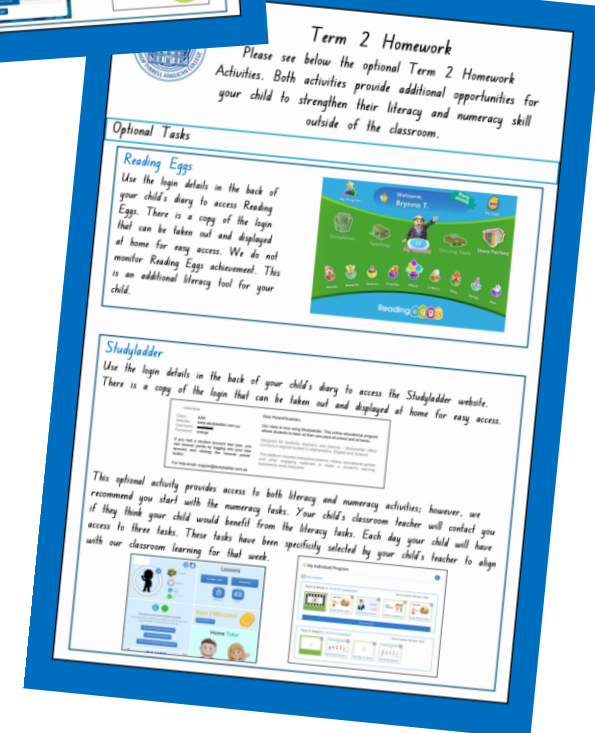 Term 2 Homework
Please see below the optional Term 2 Homework
Activities. Both activities provide additional opportunities for
your child to strengthen their literacy and numeracy skill
outside of the classroom.
Optional Tasks
Reading Eggs
Use the login details in the back of
your child's diary to access Reading
Eggs. There is a copy of the login
that can be taken out and displayed
at home for easy access. We do not
monitor Reading Eggs achievement. This
is an additional literacy tool for your
child.
Welcome,
Brynne T.
My Program
Storylands
Spelling
Driving Tests
Story Factory
Reading eggs
Studyladder
Use the login details in the back of your child's diary to access the Studyladder website.
There is a copy of the login that can be taken out and displayed at home for easy access.
Dear Parent/Guardian,
This optional activity provides access to both literacy and numeracy activities; however, we
recommend you start with the numeracy tasks. Your child's classroom teacher will contact you
if they think your child would benefit from the literacy tasks. Each day your child will have
access to three tasks. These tasks have been specificity selected by your child's teacher to align
with our classroom learning for that week.
Lessons
Home Tutor
My Individual Program